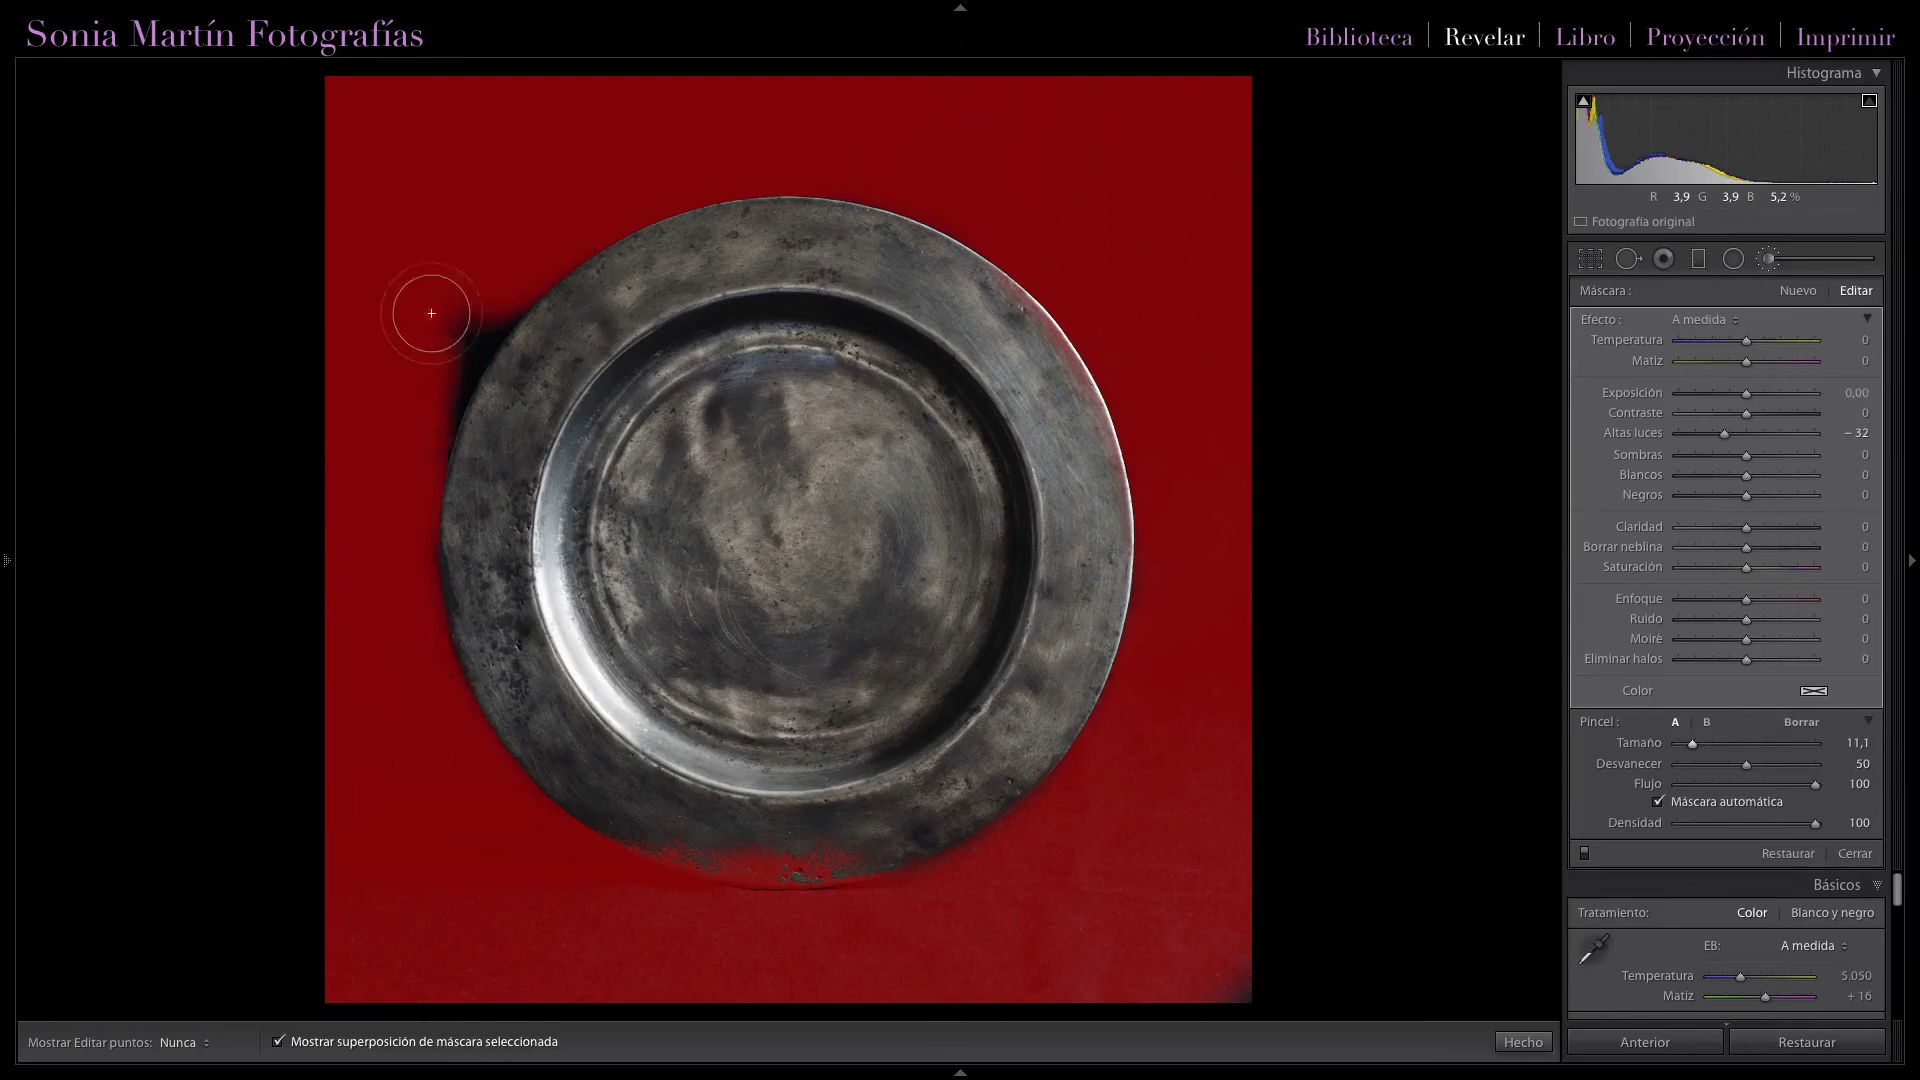 Sonia Martín Fotografías
Biblioteca | Revelar | Libro | Proyección | Imprimir
Histograma
R 3,9 G 3,9 B 5,2 %
Fotografía original
Máscara : Nuevo | Editar
Efecto : A medida
Temperatura 0
Matiz 0
Exposición 0,00
Contraste 0
Altas luces − 32
Sombras 0
Blancos 0
Negros 0
Claridad 0
Borrar neblina 0
Saturación 0
Enfoque 0
Ruido 0
Moiré 0
Eliminar halos 0
Color
Pincel : A | B Borrar
Tamaño 11,1
Desvanecer 50
Flujo 100
Máscara automática
Densidad 100
Restaurar | Cerrar
Básicos
Tratamiento: Color | Blanco y negro
EB: A medida
Temperatura 5.050
Matiz + 16
Mostrar Editar puntos: Nunca
Mostrar superposición de máscara seleccionada
Hecho
Anterior
Restaurar